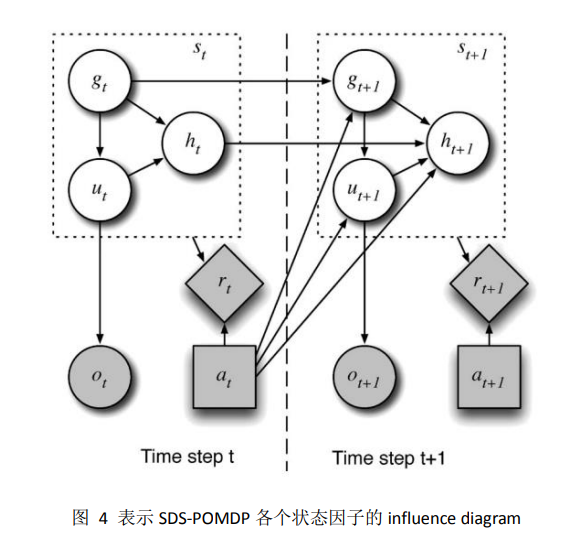 s_t
s_{t+1}
g_t
g_{t+1}
h_t
h_{t+1}
u_t
u_{t+1}
r_t
r_{t+1}
o_t
a_t
o_{t+1}
a_{t+1}
Time step t
Time step t+1
图 4 表示 SDS-POMDP 各个状态因子的 influence diagram